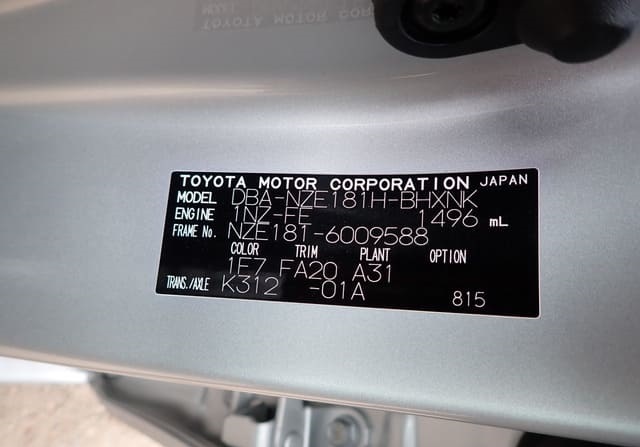 TOYOTA MOTOR CORPORATION JAPAN
MODEL DBA-NZE181H-BHXNK
ENGINE 1NZ-FE 1496 mL
FRAME No. NZE181-6009588
COLOR TRIM PLANT OPTION
1F7 FA20 A31
TRANS./AXLE K312 -01A 815